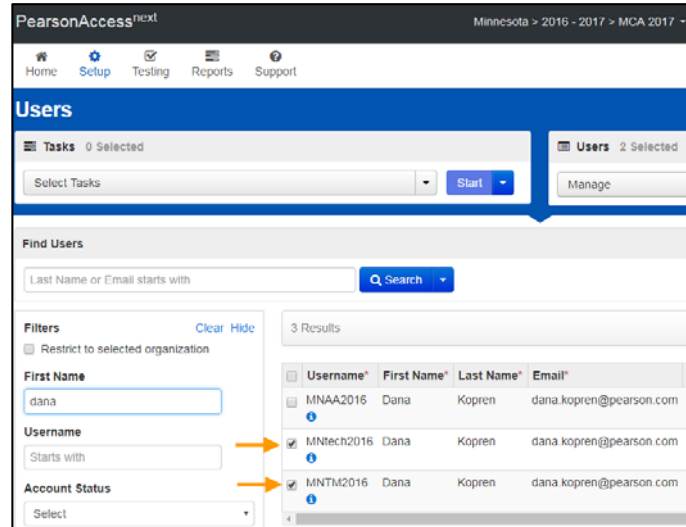 PearsonAccessnext
Minnesota > 2016 - 2017 > MCA 2017
Home Setup Testing Reports Support
Users
Tasks 0 Selected
Users 2 Selected
Select Tasks
Start
Manage
Find Users
Last Name or Email starts with
Search
Filters Clear Hide
3 Results
Restrict to selected organization
First Name
dana
Username
Starts with
Account Status
Select
Username* First Name* Last Name* Email*
MNAA2016 Dana Kopren dana.kopren@pearson.com
MNtech2016 Dana Kopren dana.kopren@pearson.com
MNTM2016 Dana Kopren dana.kopren@pearson.com